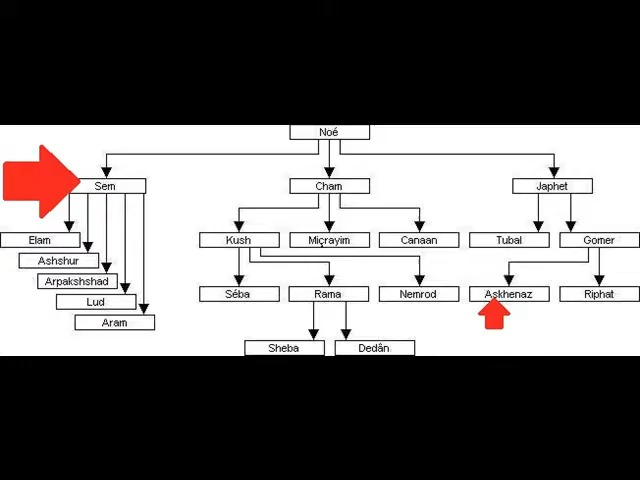 Noé
Sem
Cham
Japhet
Elam
Kush
Miçrayim
Canaan
Tubal
Gomer
Ashshur
Arpakshshad
Séba
Rama
Nemrod
Askhenaz
Riphat
Lud
Aram
Sheba
Dedân